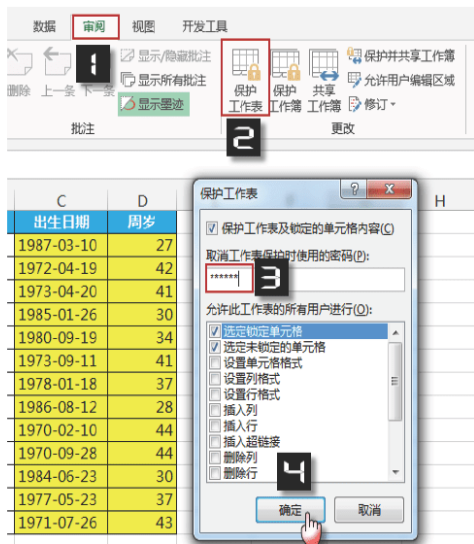 数据 审阅 视图 开发工具
删除 上一条 下一条
显示/隐藏批注
显示所有批注
显示墨迹
批注
保护
工作表
保护
工作簿
共享
工作簿
保护并共享工作簿
允许用户编辑区域
修订
更改
1
2
C D H
出生日期 周岁
1987-03-10 27
1972-04-19 42
1973-04-20 41
1985-01-26 30
1980-09-19 34
1973-09-11 41
1978-01-18 37
1986-08-12 28
1970-02-10 44
1970-09-28 44
1984-06-23 30
1977-05-23 37
1971-07-26 43
保护工作表
保护工作表及锁定的单元格内容(C)
取消工作表保护时使用的密码(P):
******
3
允许此工作表的所有用户进行(O):
选定锁定单元格
选定未锁定的单元格
设置单元格格式
设置列格式
设置行格式
插入列
插入行
插入超链接
删除列
删除行
4
确定 取消